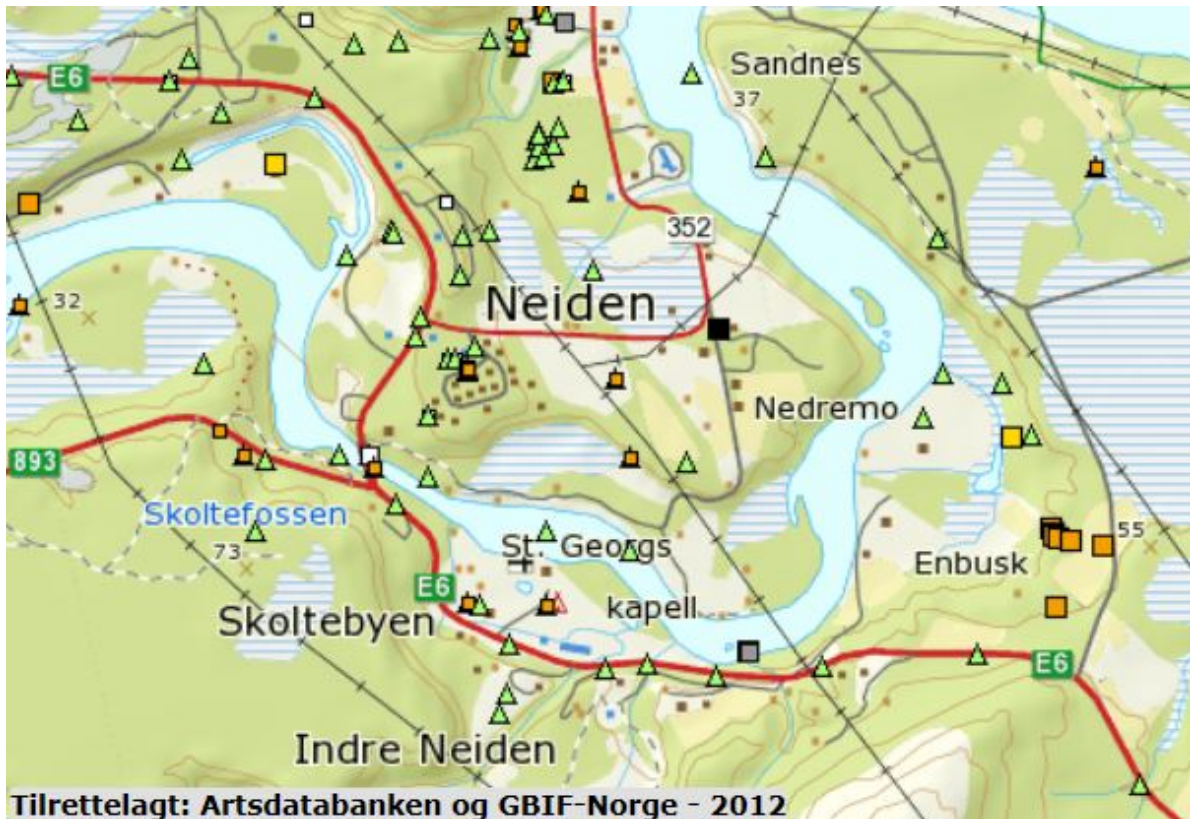 E6
Sandnes
37
352
Neiden
32
Nedremo
893
Skoltefossen
73
St. Georgs
kapell
55
Enbusk
E6
Skoltebyen
E6
Indre Neiden
Tilrettelagt: Artsdatabanken og GBIF-Norge - 2012